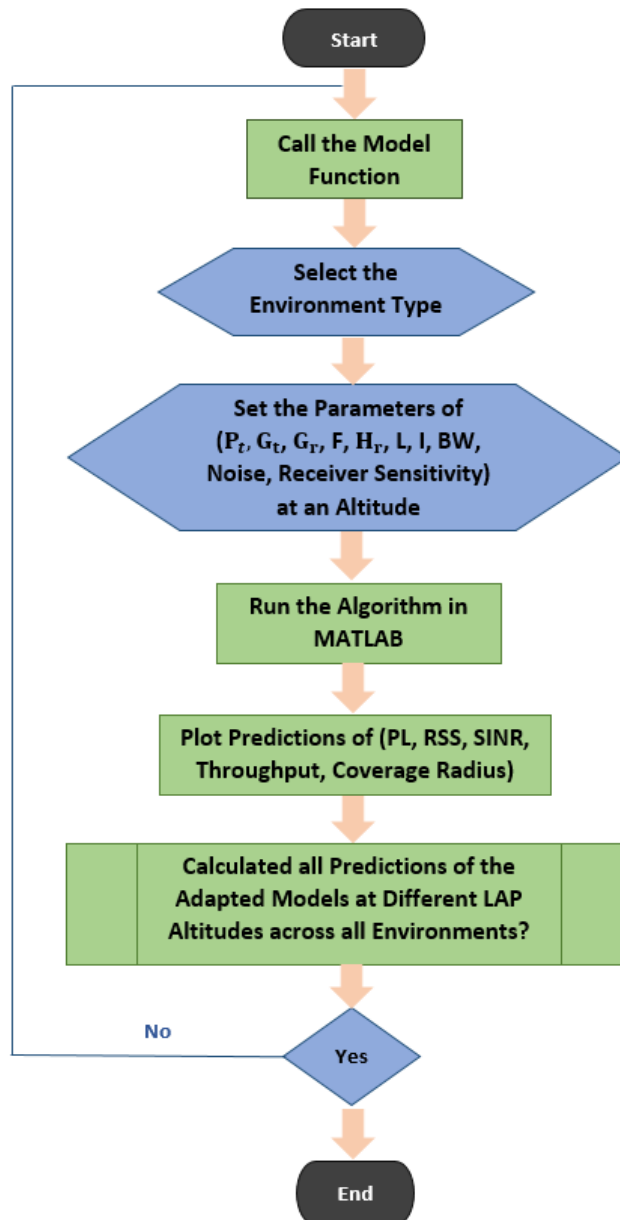 Start
Call the Model
Function
Select the
Environment Type
Set the Parameters of
(Pₜ, Gₜ, Gᵣ, F, Hᵣ, L, I, BW,
Noise, Receiver Sensitivity)
at an Altitude
Run the Algorithm in
MATLAB
Plot Predictions of (PL, RSS, SINR,
Throughput, Coverage Radius)
Calculated all Predictions of the
Adapted Models at Different LAP
Altitudes across all Environments?
No
Yes
End